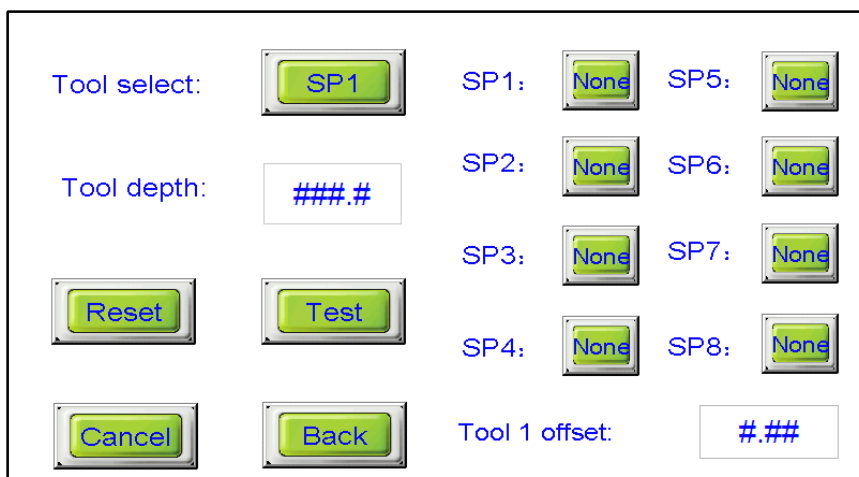 Tool select: SP1
Tool depth: ###.#
Reset Test
Cancel Back
SP1: None SP5: None
SP2: None SP6: None
SP3: None SP7: None
SP4: None SP8: None
Tool 1 offset: #.##